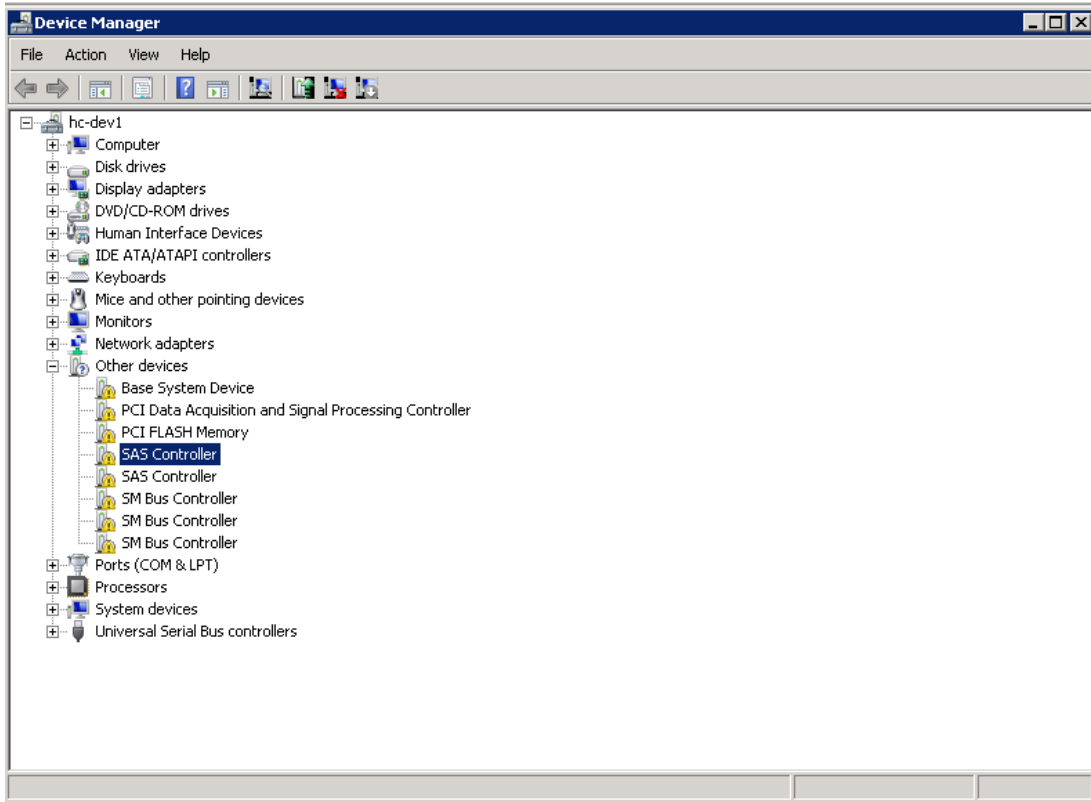 Device Manager
File Action View Help
hc-dev1
Computer
Disk drives
Display adapters
DVD/CD-ROM drives
Human Interface Devices
IDE ATA/ATAPI controllers
Keyboards
Mice and other pointing devices
Monitors
Network adapters
Other devices
Base System Device
PCI Data Acquisition and Signal Processing Controller
PCI FLASH Memory
SAS Controller
SAS Controller
SM Bus Controller
SM Bus Controller
SM Bus Controller
Ports (COM & LPT)
Processors
System devices
Universal Serial Bus controllers